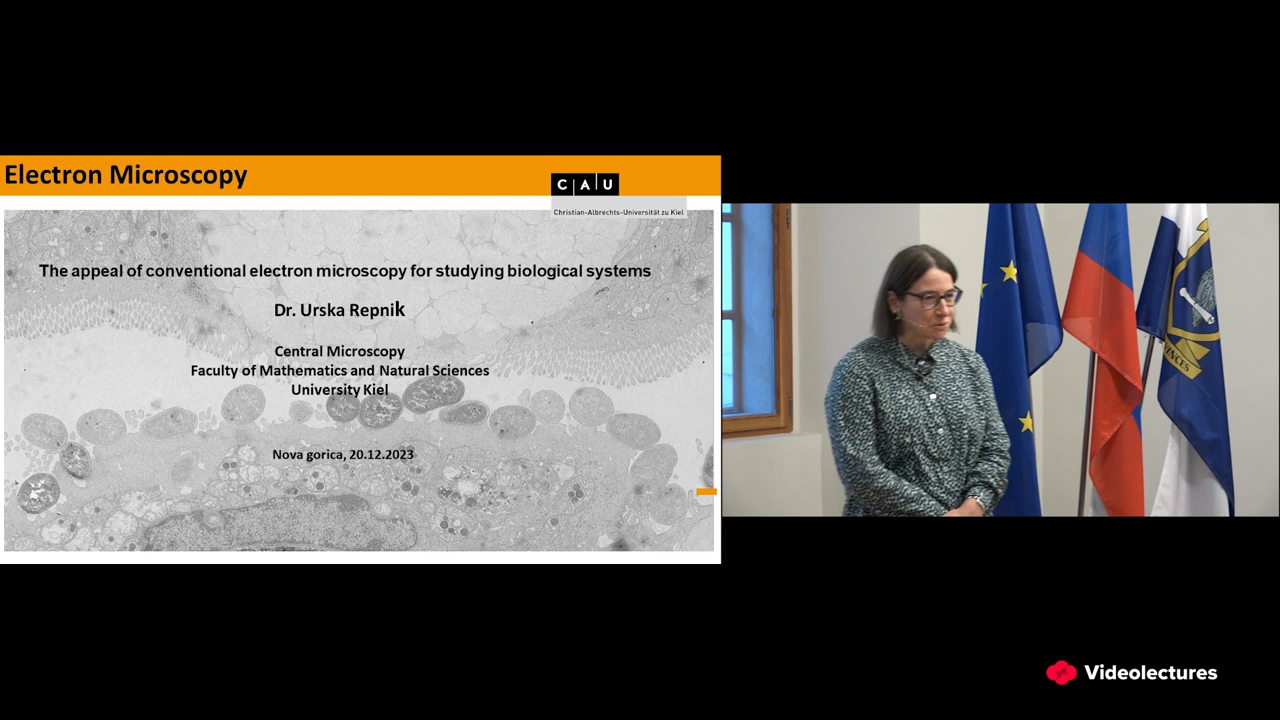 Electron Microscopy
C A U
Christian-Albrechts-Universität zu Kiel
The appeal of conventional electron microscopy for studying biological systems
Dr. Urska Repnik
Central Microscopy
Faculty of Mathematics and Natural Sciences
University Kiel
Nova gorica, 20.12.2023
INCES
Videolectures